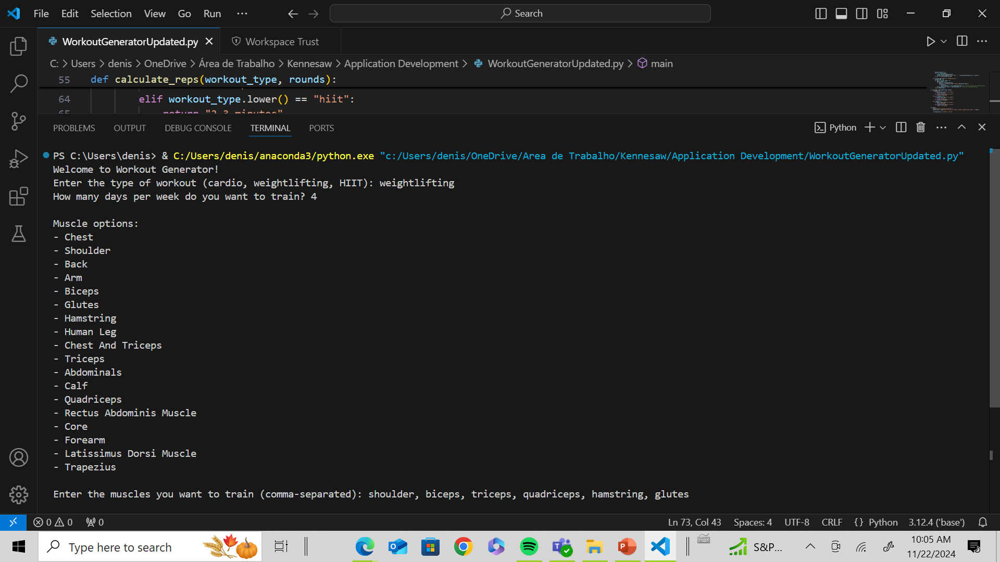 File Edit Selection View Go Run ··· Search
WorkoutGeneratorUpdated.py Workspace Trust
C: > Users > denis > OneDrive > Área de Trabalho > Kennesaw > Application Development > WorkoutGeneratorUpdated.py > main
55 def calculate_reps(workout_type, rounds):
64 elif workout_type.lower() == "hiit":
65 return "2-3 minutes"
PROBLEMS OUTPUT DEBUG CONSOLE TERMINAL PORTS Python
PS C:\Users\denis> & C:/Users/denis/anaconda3/python.exe "c:/Users/denis/OneDrive/Area de Trabalho/Kennesaw/Application Development/WorkoutGeneratorUpdated.py"
Welcome to Workout Generator!
Enter the type of workout (cardio, weightlifting, HIIT): weightlifting
How many days per week do you want to train? 4
Muscle options:
- Chest
- Shoulder
- Back
- Arm
- Biceps
- Glutes
- Hamstring
- Human Leg
- Chest And Triceps
- Triceps
- Abdominals
- Calf
- Quadriceps
- Rectus Abdominis Muscle
- Core
- Forearm
- Latissimus Dorsi Muscle
- Trapezius
Enter the muscles you want to train (comma-separated): shoulder, biceps, triceps, quadriceps, hamstring, glutes
0 0 0 Ln 73, Col 43 Spaces: 4 UTF-8 CRLF {} Python 3.12.4 ('base')
Type here to search S&P... 10:05 AM
11/22/2024